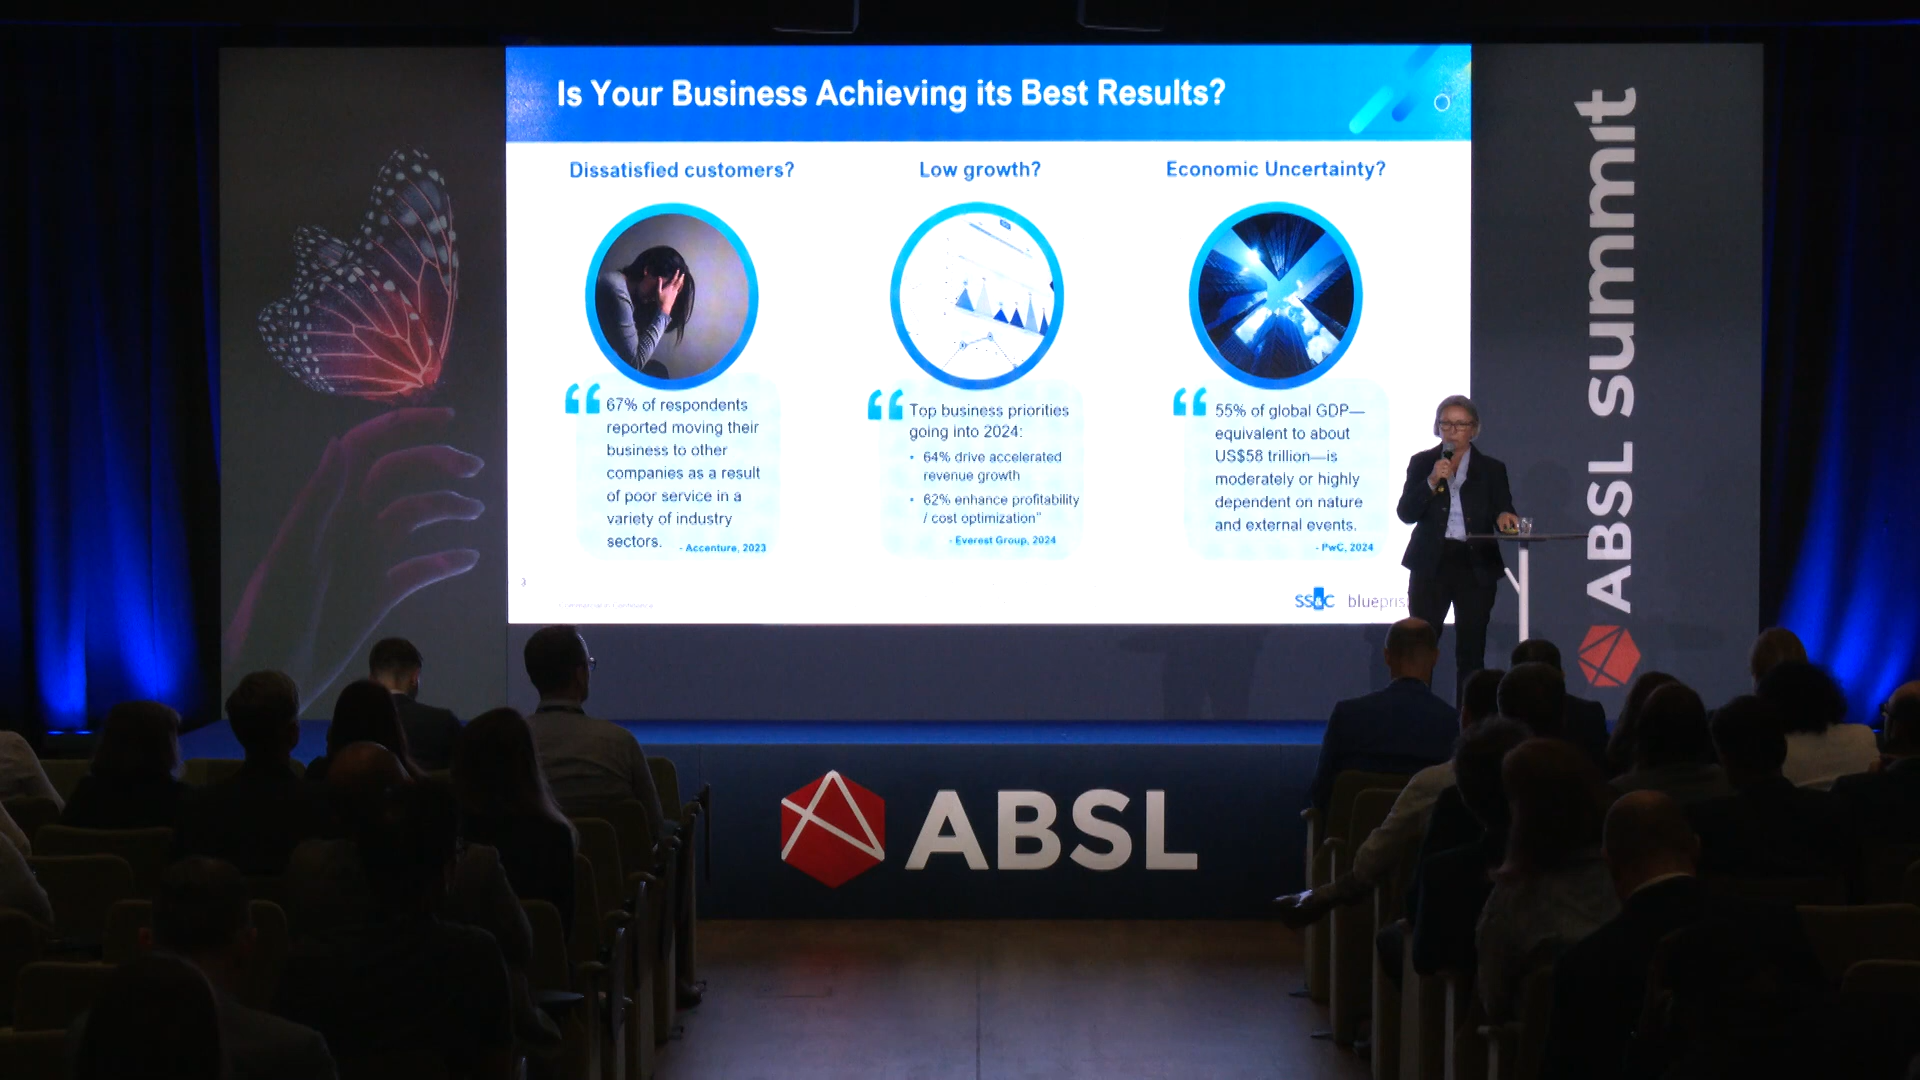 Is Your Business Achieving its Best Results?
Dissatisfied customers?
Low growth?
Economic Uncertainty?
“ 67% of respondents
reported moving their
business to other
companies as a result
of poor service in a
variety of industry
sectors.
- Accenture, 2023
“ Top business priorities
going into 2024:
• 64% drive accelerated
revenue growth
• 62% enhance profitability
/ cost optimization"
- Everest Group, 2024
“ 55% of global GDP—
equivalent to about
US$58 trillion—is
moderately or highly
dependent on nature
and external events.
- PwC, 2024
3
SS&C bluepris
ABSL summit
ABSL